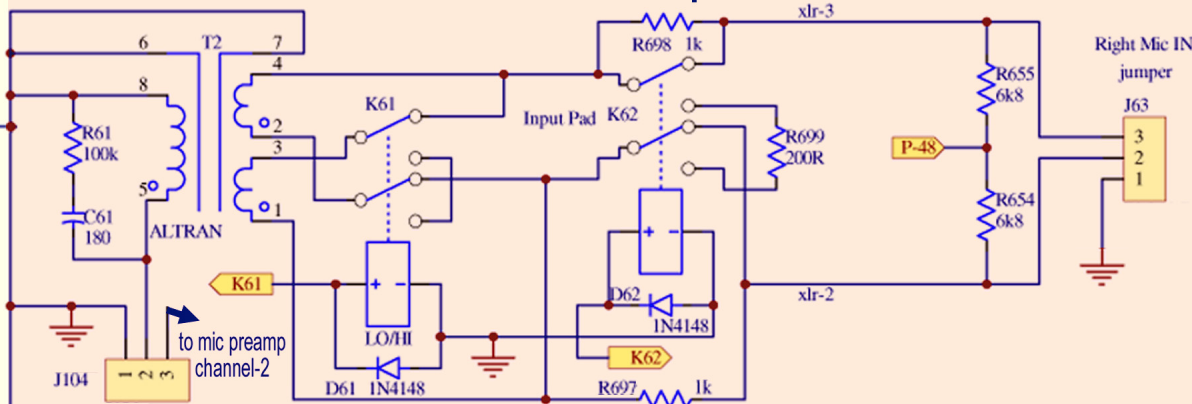 xlr-3
6
T2
7
R698 1k
Right Mic IN
jumper
4
8
K61
Input Pad K62
R655
6k8
J63
R61
100k
2
3
R699
200R
P-48
3
2
1
5
C61
180
ALTRAN
1
R654
6k8
K61
+ -
+ -
D62
1N4148
xlr-2
LO/HI
to mic preamp
channel-2
K62
J104
1 2 3
D61 1N4148
R697 1k